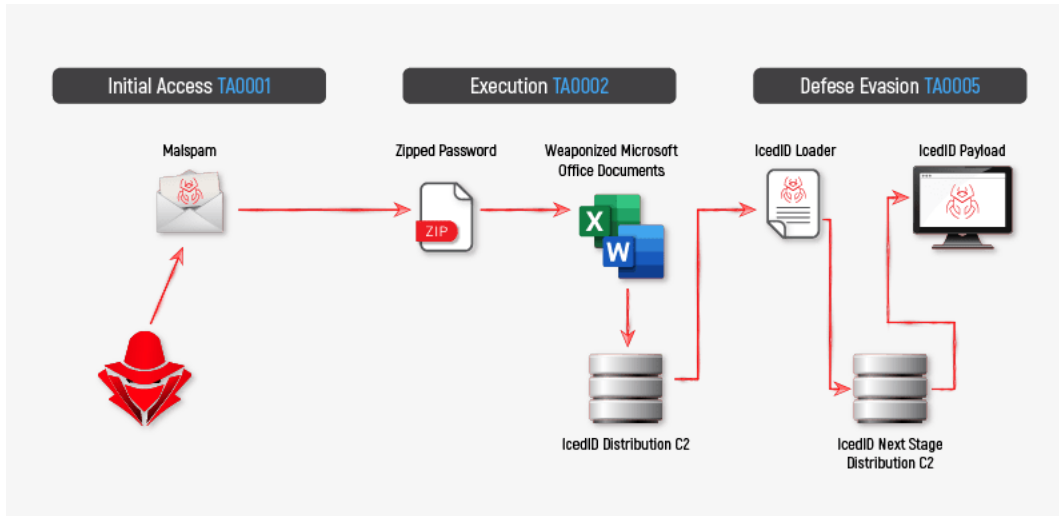 Initial Access TA0001
Execution TA0002
Defese Evasion TA0005
Malspam
Zipped Password
Weaponized Microsoft
Office Documents
IcedID Loader
IcedID Payload
ZIP
X
W
IcedID Distribution C2
IcedID Next Stage
Distribution C2